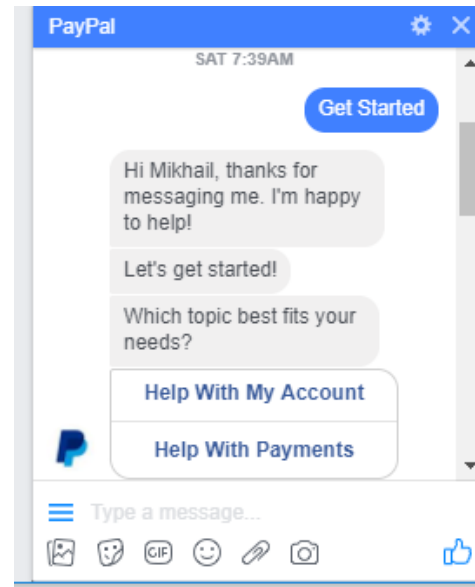 PayPal
SAT 7:39AM
Get Started
Hi Mikhail, thanks for
messaging me. I'm happy
to help!
Let's get started!
Which topic best fits your
needs?
Help With My Account
Help With Payments
Type a message...
GIF